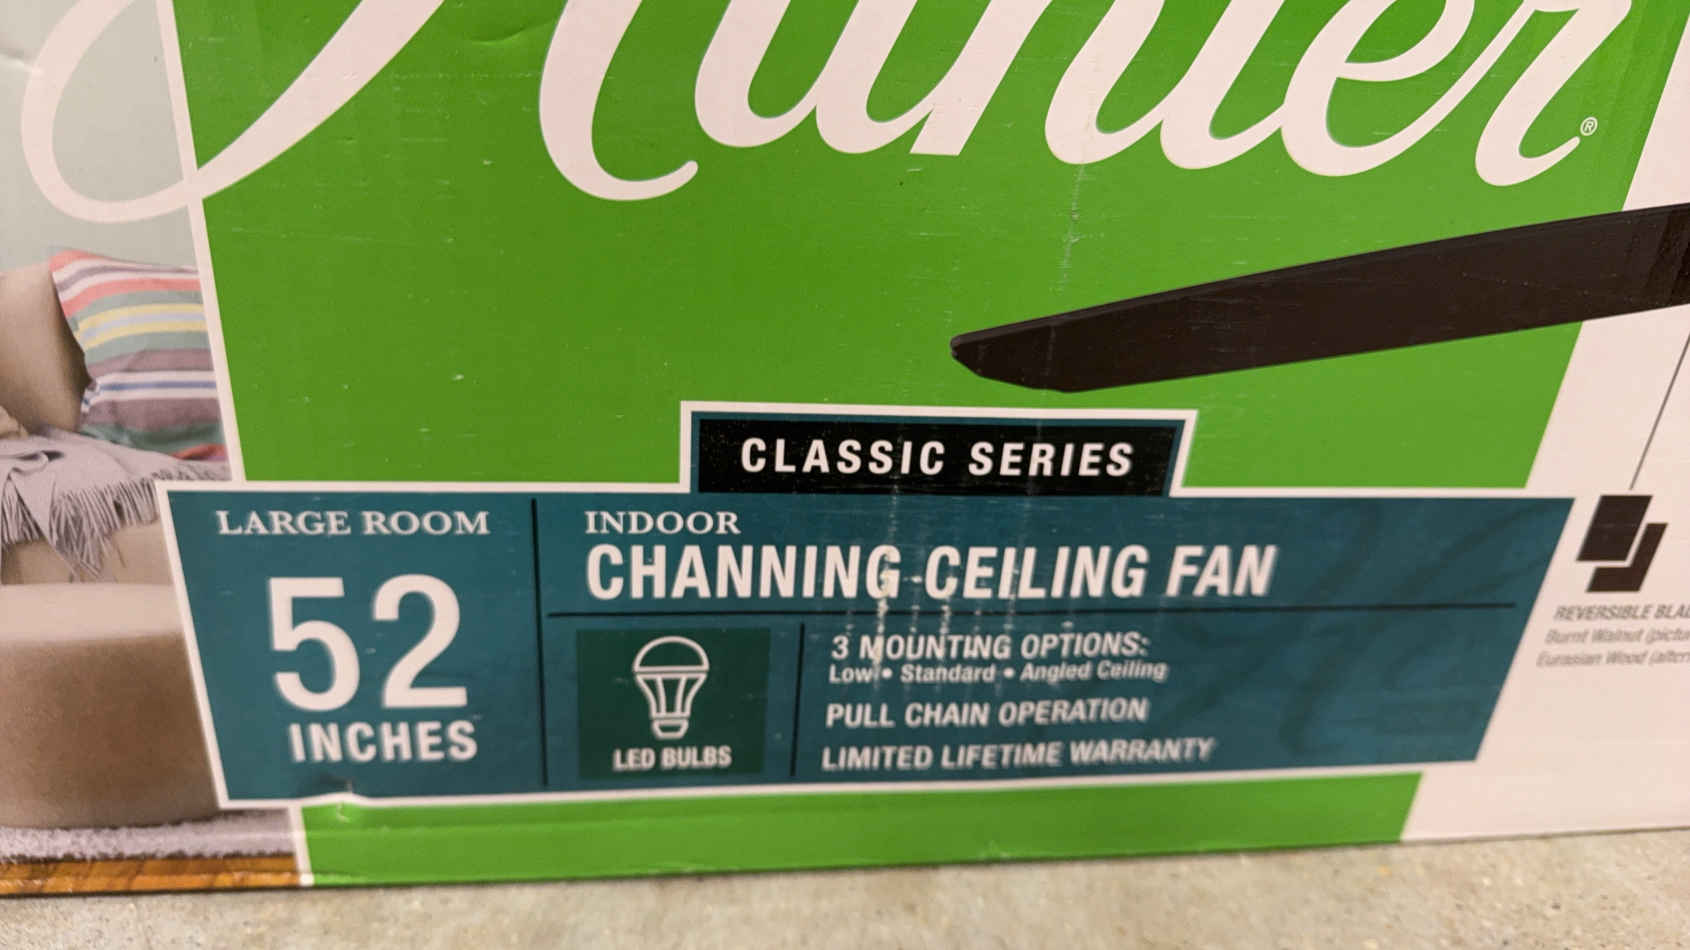 Hunter®
CLASSIC SERIES
LARGE ROOM
52
INCHES
INDOOR
CHANNING CEILING FAN
LED BULBS
3 MOUNTING OPTIONS:
Low • Standard • Angled Ceiling
PULL CHAIN OPERATION
LIMITED LIFETIME WARRANTY
REVERSIBLE
Burnt Walnut
Eurasian Wood